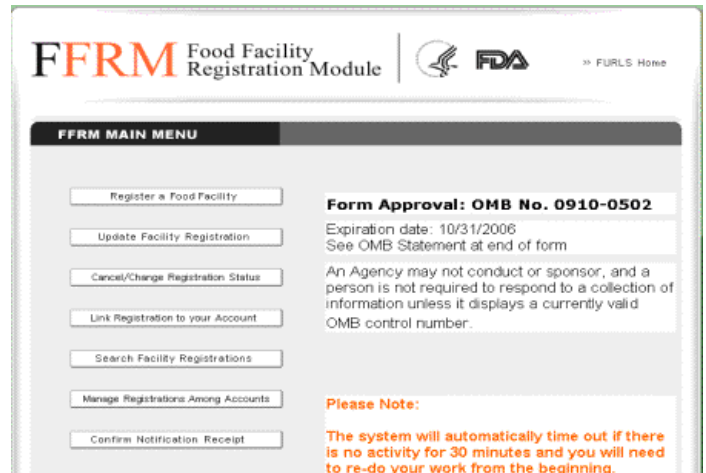 FFRM Food Facility
Registration Module
FDA
» FURLS Home
FFRM MAIN MENU
Register a Food Facility
Update Facility Registration
Cancel/Change Registration Status
Link Registration to your Account
Search Facility Registrations
Manage Registrations Among Accounts
Confirm Notification Receipt
Form Approval: OMB No. 0910-0502
Expiration date: 10/31/2006
See OMB Statement at end of form
An Agency may not conduct or sponsor, and a
person is not required to respond to a collection of
information unless it displays a currently valid
OMB control number.
Please Note:
The system will automatically time out if there
is no activity for 30 minutes and you will need
to re-do your work from the beginning.